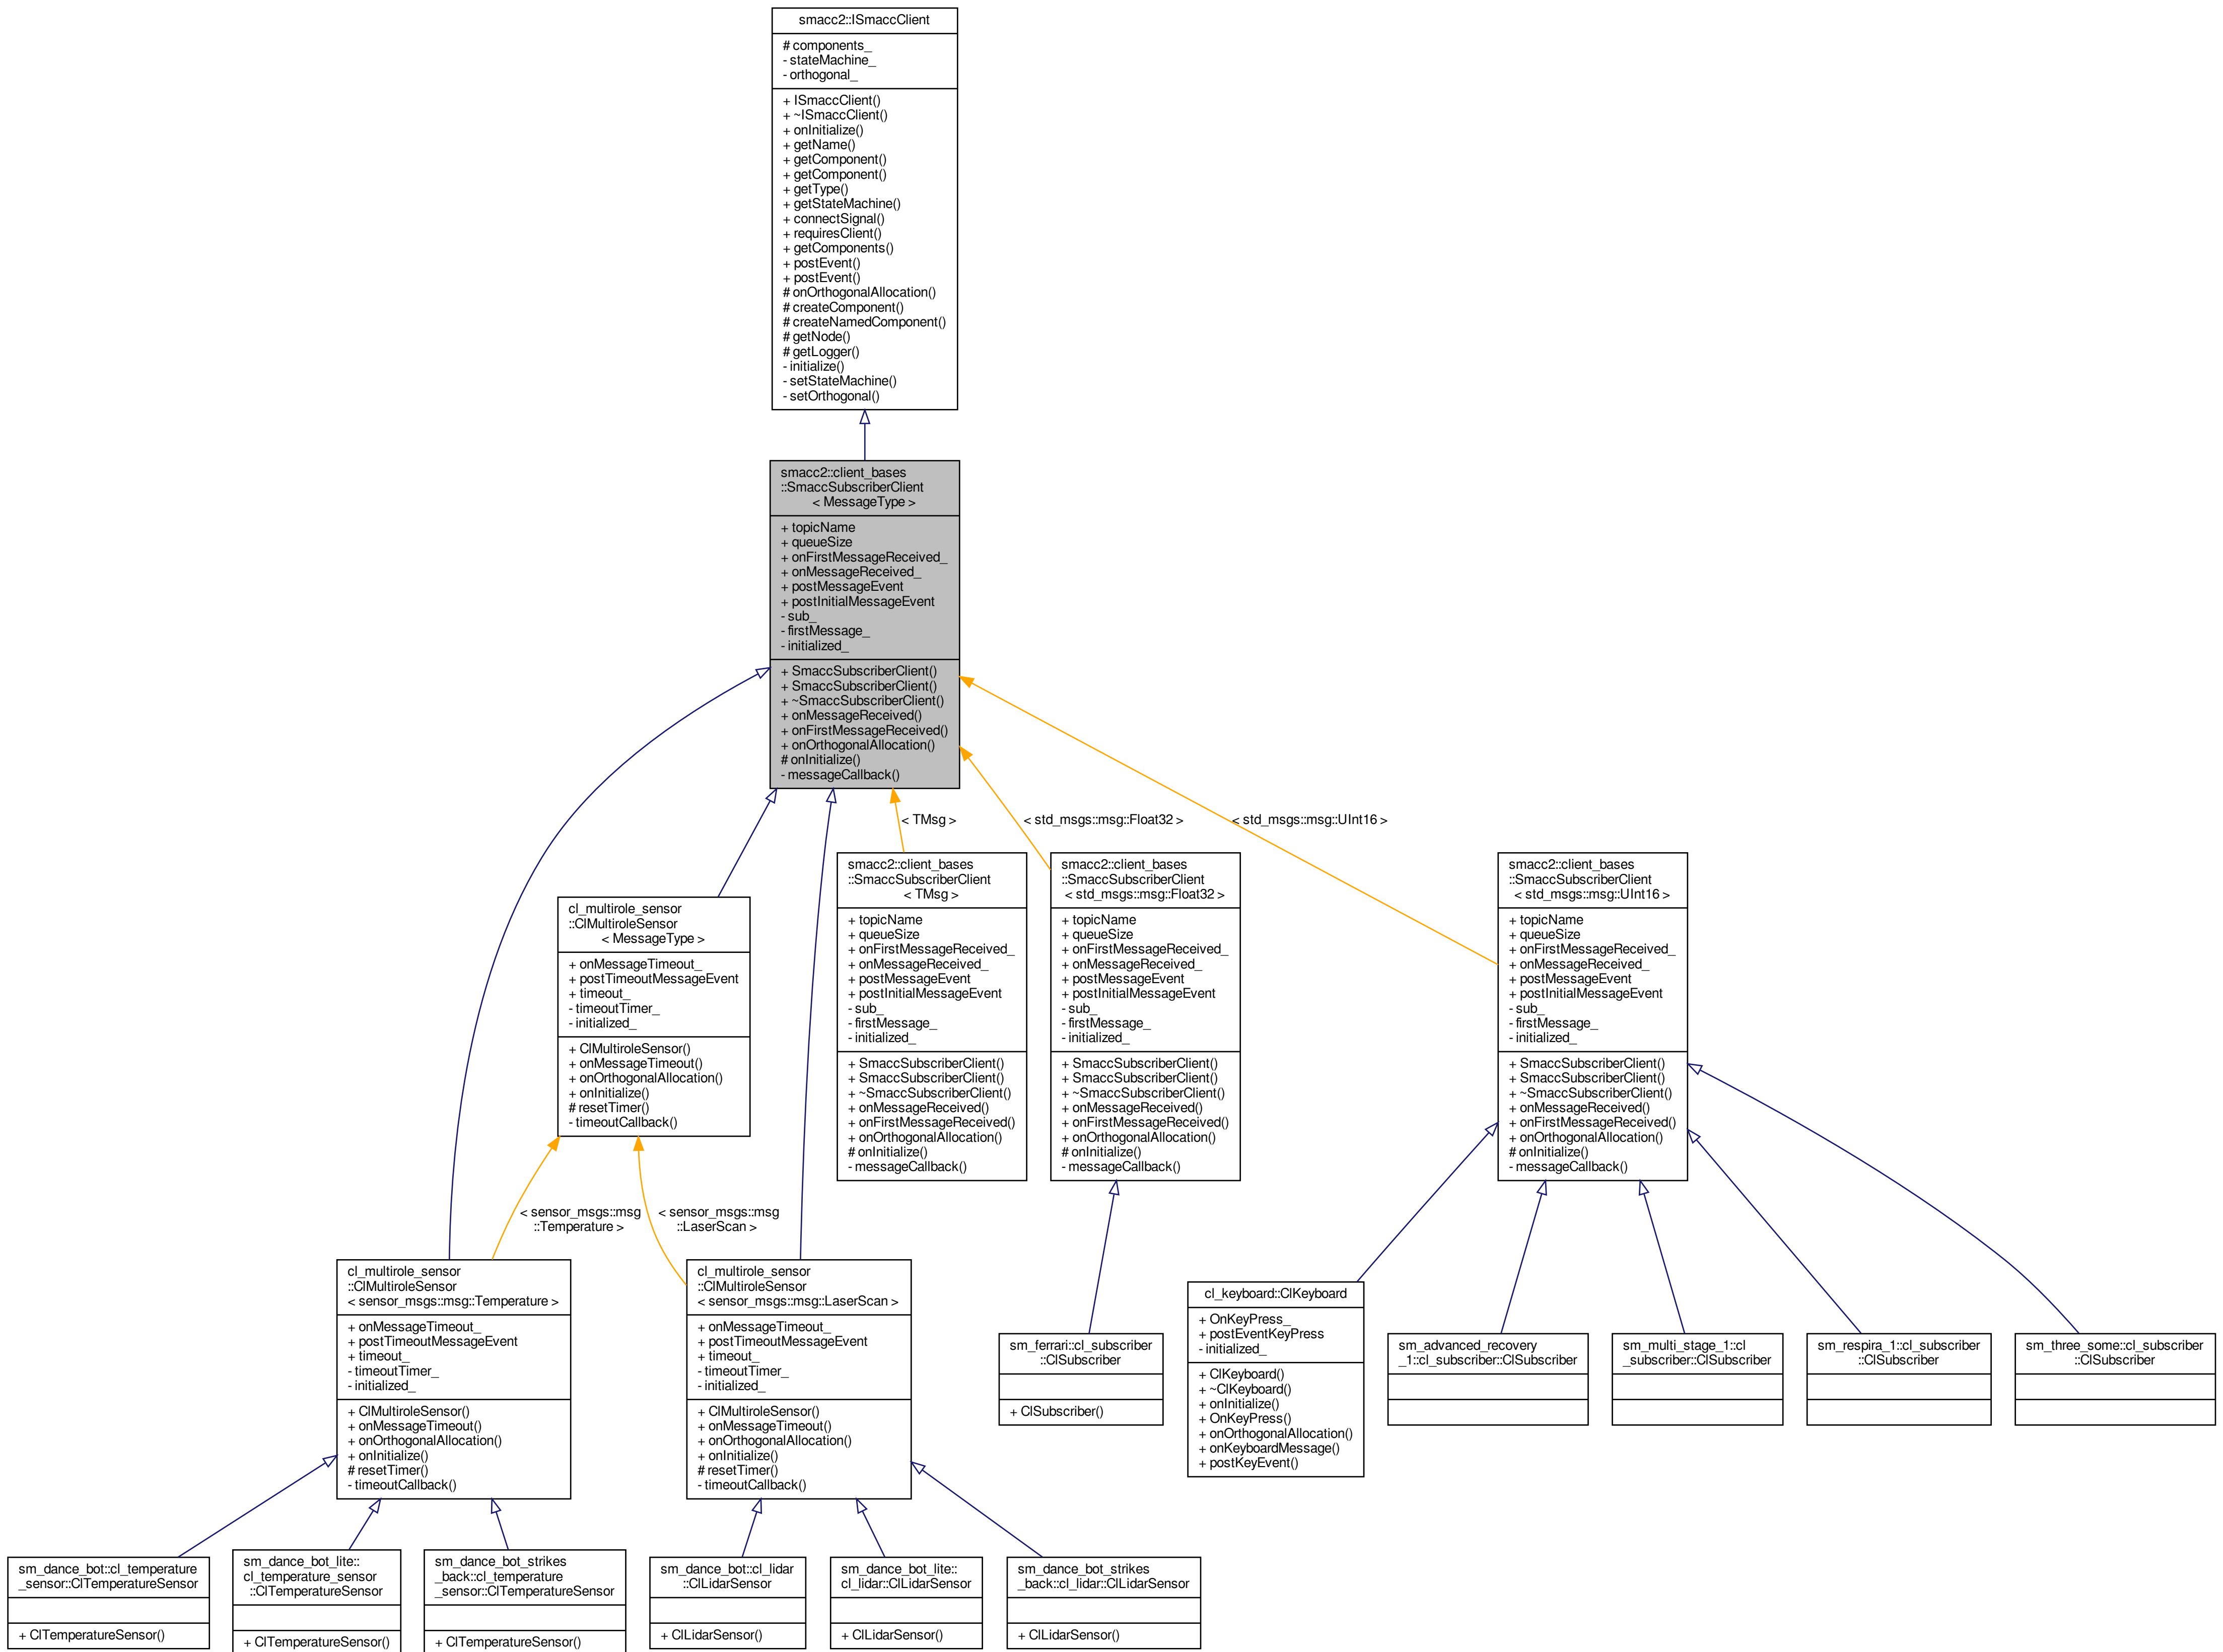 smacc2::ISmaccClient
# components_
- stateMachine_
- orthogonal_
+ ISmaccClient()
+ ~ISmaccClient()
+ onInitialize()
+ getName()
+ getComponent()
+ getComponent()
+ getType()
+ getStateMachine()
+ connectSignal()
+ requiresClient()
+ getComponents()
+ postEvent()
+ postEvent()
# onOrthogonalAllocation()
# createComponent()
# createNamedComponent()
# getNode()
# getLogger()
- initialize()
- setStateMachine()
- setOrthogonal()
smacc2::client_bases
::SmaccSubscriberClient
< MessageType >
+ topicName
+ queueSize
+ onFirstMessageReceived_
+ onMessageReceived_
+ postMessageEvent
+ postInitialMessageEvent
- sub_
- firstMessage_
- initialized_
+ SmaccSubscriberClient()
+ SmaccSubscriberClient()
+ ~SmaccSubscriberClient()
+ onMessageReceived()
+ onFirstMessageReceived()
+ onOrthogonalAllocation()
# onInitialize()
- messageCallback()
< TMsg >
< std_msgs::msg::Float32 >
< std_msgs::msg::UInt16 >
cl_multirole_sensor
::ClMultiroleSensor
< MessageType >
+ onMessageTimeout_
+ postTimeoutMessageEvent
+ timeout_
- timeoutTimer_
- initialized_
+ ClMultiroleSensor()
+ onMessageTimeout()
+ onOrthogonalAllocation()
+ onInitialize()
# resetTimer()
- timeoutCallback()
smacc2::client_bases
::SmaccSubscriberClient
< TMsg >
+ topicName
+ queueSize
+ onFirstMessageReceived_
+ onMessageReceived_
+ postMessageEvent
+ postInitialMessageEvent
- sub_
- firstMessage_
- initialized_
+ SmaccSubscriberClient()
+ SmaccSubscriberClient()
+ ~SmaccSubscriberClient()
+ onMessageReceived()
+ onFirstMessageReceived()
+ onOrthogonalAllocation()
# onInitialize()
- messageCallback()
smacc2::client_bases
::SmaccSubscriberClient
< std_msgs::msg::Float32 >
+ topicName
+ queueSize
+ onFirstMessageReceived_
+ onMessageReceived_
+ postMessageEvent
+ postInitialMessageEvent
- sub_
- firstMessage_
- initialized_
+ SmaccSubscriberClient()
+ SmaccSubscriberClient()
+ ~SmaccSubscriberClient()
+ onMessageReceived()
+ onFirstMessageReceived()
+ onOrthogonalAllocation()
# onInitialize()
- messageCallback()
smacc2::client_bases
::SmaccSubscriberClient
< std_msgs::msg::UInt16 >
+ topicName
+ queueSize
+ onFirstMessageReceived_
+ onMessageReceived_
+ postMessageEvent
+ postInitialMessageEvent
- sub_
- firstMessage_
- initialized_
+ SmaccSubscriberClient()
+ SmaccSubscriberClient()
+ ~SmaccSubscriberClient()
+ onMessageReceived()
+ onFirstMessageReceived()
+ onOrthogonalAllocation()
# onInitialize()
- messageCallback()
< sensor_msgs::msg
::Temperature >
< sensor_msgs::msg
::LaserScan >
cl_multirole_sensor
::ClMultiroleSensor
< sensor_msgs::msg::Temperature >
+ onMessageTimeout_
+ postTimeoutMessageEvent
+ timeout_
- timeoutTimer_
- initialized_
+ ClMultiroleSensor()
+ onMessageTimeout()
+ onOrthogonalAllocation()
+ onInitialize()
# resetTimer()
- timeoutCallback()
cl_multirole_sensor
::ClMultiroleSensor
< sensor_msgs::msg::LaserScan >
+ onMessageTimeout_
+ postTimeoutMessageEvent
+ timeout_
- timeoutTimer_
- initialized_
+ ClMultiroleSensor()
+ onMessageTimeout()
+ onOrthogonalAllocation()
+ onInitialize()
# resetTimer()
- timeoutCallback()
sm_ferrari::cl_subscriber
::ClSubscriber
+ ClSubscriber()
cl_keyboard::ClKeyboard
+ OnKeyPress_
+ postEventKeyPress
- initialized_
+ ClKeyboard()
+ ~ClKeyboard()
+ onInitialize()
+ OnKeyPress()
+ onOrthogonalAllocation()
+ onKeyboardMessage()
+ postKeyEvent()
sm_advanced_recovery
_1::cl_subscriber::ClSubscriber
sm_multi_stage_1::cl
_subscriber::ClSubscriber
sm_respira_1::cl_subscriber
::ClSubscriber
sm_three_some::cl_subscriber
::ClSubscriber
sm_dance_bot::cl_temperature
_sensor::ClTemperatureSensor
+ ClTemperatureSensor()
sm_dance_bot_lite::
cl_temperature_sensor
::ClTemperatureSensor
+ ClTemperatureSensor()
sm_dance_bot_strikes
_back::cl_temperature
_sensor::ClTemperatureSensor
+ ClTemperatureSensor()
sm_dance_bot::cl_lidar
::ClLidarSensor
+ ClLidarSensor()
sm_dance_bot_lite::
cl_lidar::ClLidarSensor
+ ClLidarSensor()
sm_dance_bot_strikes
_back::cl_lidar::ClLidarSensor
+ ClLidarSensor()